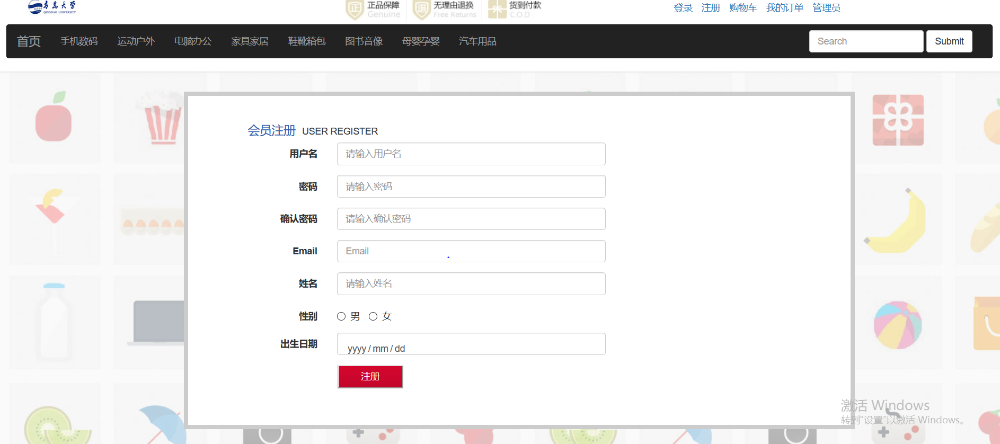 青岛大学
QINGDAO UNIVERSITY
正 正品保障
Genuine
退 无理由退换
Free Returns
货到付款
C.O.D
登录 注册 购物车 我的订单 管理员
首页 手机数码 运动户外 电脑办公 家具家居 鞋靴箱包 图书音像 母婴孕婴 汽车用品 Search Submit
会员注册 USER REGISTER
用户名 请输入用户名
密码 请输入密码
确认密码 请输入确认密码
Email Email
姓名 请输入姓名
性别 男 女
出生日期 yyyy / mm / dd
注册
激活 Windows
转到"设置"以激活 Windows。